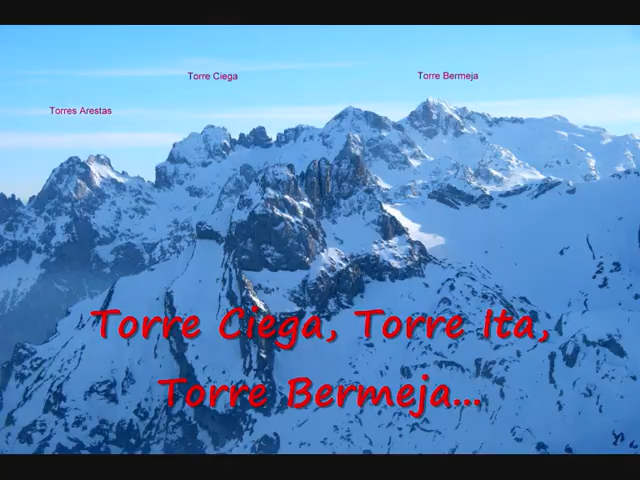 Torre Ciega
Torre Bermeja
Torres Arestas
Torre Ciega, Torre Ita,
Torre Bermeja...